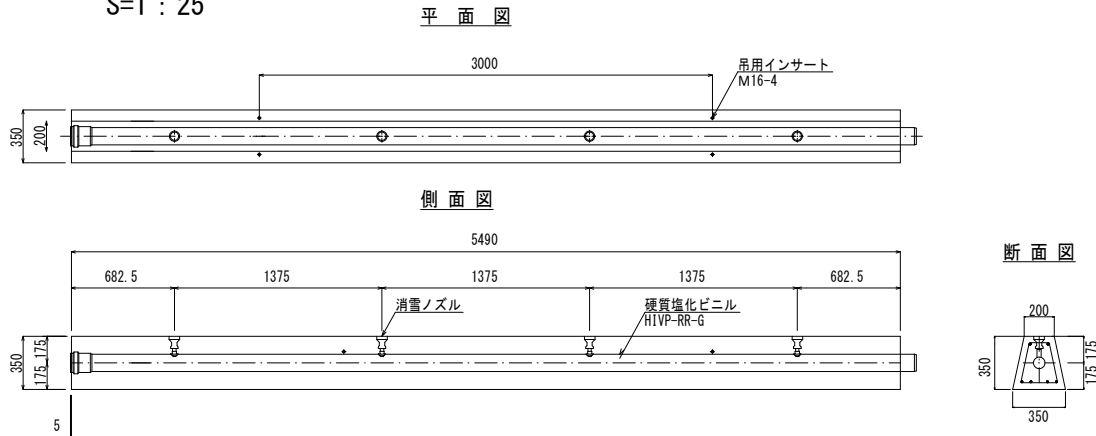 S=1 : 25
平 面 図
3000
吊用インサート
M16-4
350
200
側 面 図
5490
682.5
1375
1375
1375
682.5
消雪ノズル
硬質塩化ビニル
HIVP-RR-G
350
175
175
5
断 面 図
200
350
175
175
350